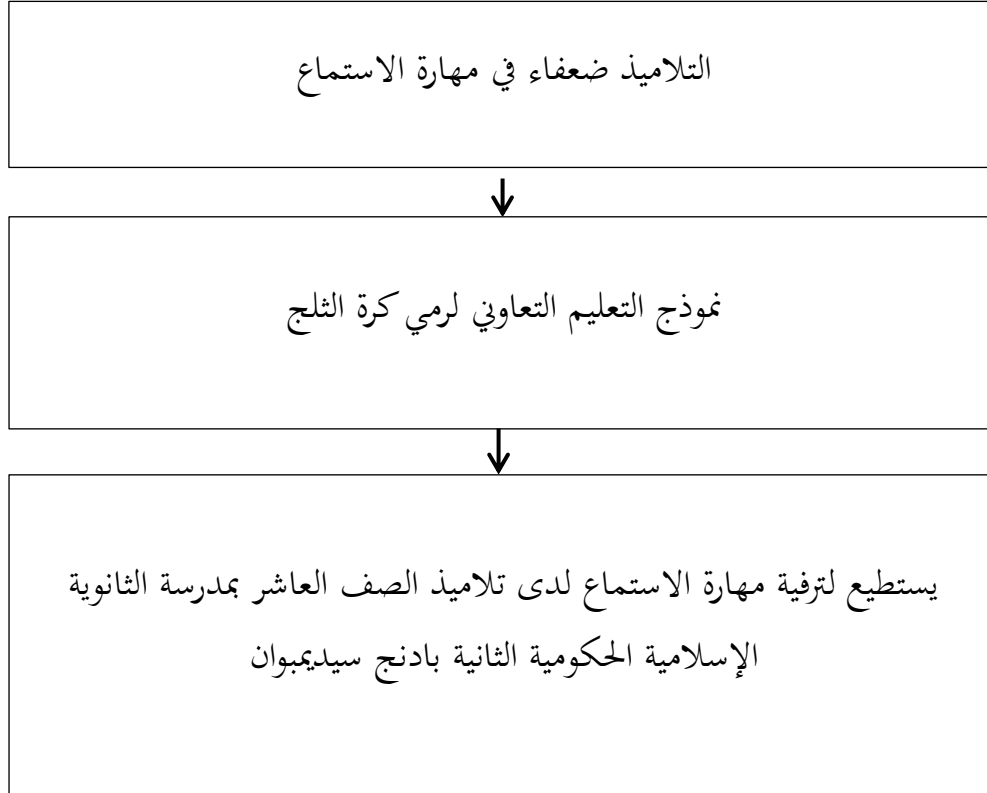 التلاميذ ضعفاء في مهارة الاستماع
نموذج التعليم التعاوني لرمي كرة الثلج
يستطيع لترفية مهارة الاستماع لدى تلاميذ الصف العاشر بمدرسة الثانوية
الإسلامية الحكومية الثانية بادنج سيديمبوان